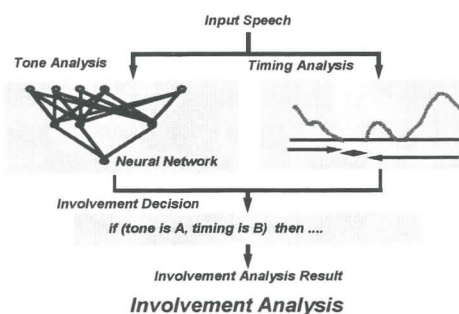 Input Speech
Tone Analysis
Timing Analysis
Neural Network
Involvement Decision
if (tone is A, timing is B) then ....
Involvement Analysis Result
Involvement Analysis